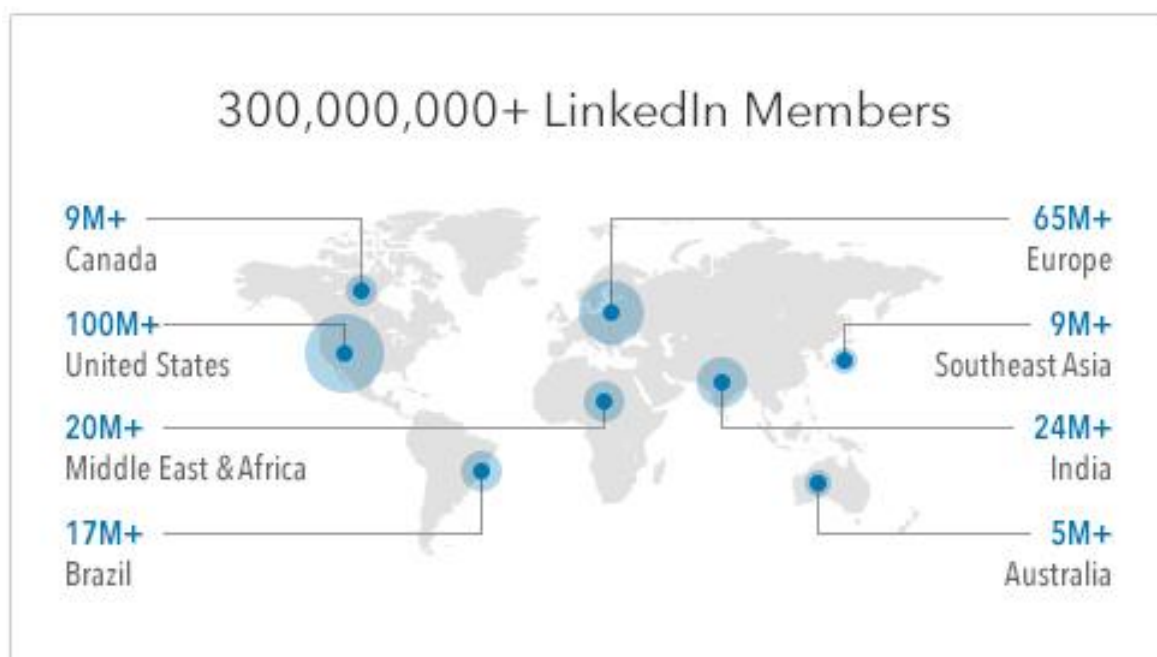 300,000,000+ LinkedIn Members
9M+
Canada
100M+
United States
20M+
Middle East & Africa
17M+
Brazil
65M+
Europe
9M+
Southeast Asia
24M+
India
5M+
Australia